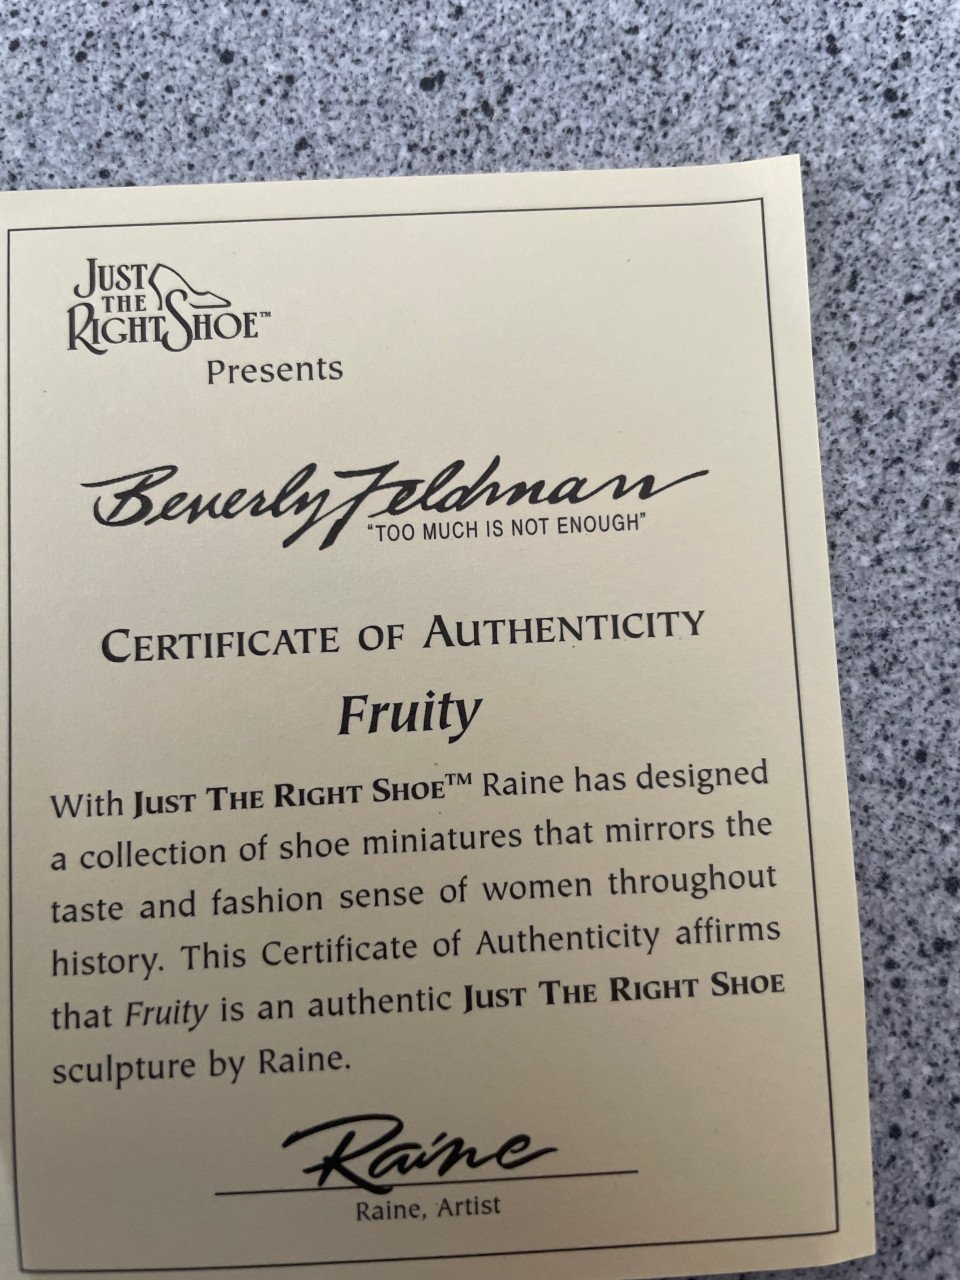 JUST
THE
RIGHT SHOE™
Presents
Beverly Feldman
"TOO MUCH IS NOT ENOUGH"
CERTIFICATE OF AUTHENTICITY
Fruity
With JUST THE RIGHT SHOE™ Raine has designed
a collection of shoe miniatures that mirrors the
taste and fashion sense of women throughout
history. This Certificate of Authenticity affirms
that Fruity is an authentic JUST THE RIGHT SHOE
sculpture by Raine.
Raine
Raine, Artist